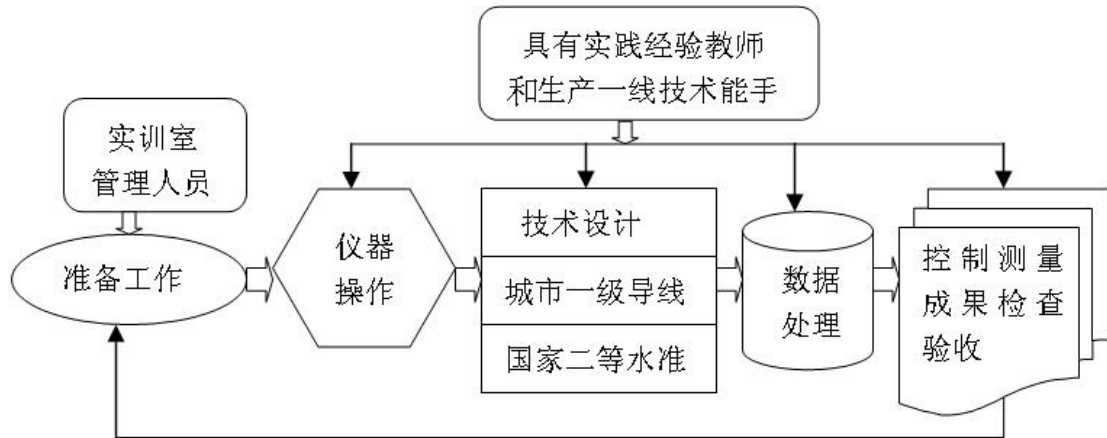 具有实践经验教师
和生产一线技术能手
实训室
管理人员
准备工作
仪器
操作
技术设计
城市一级导线
国家二等水准
数据
处理
控制测量
成果检查
验收